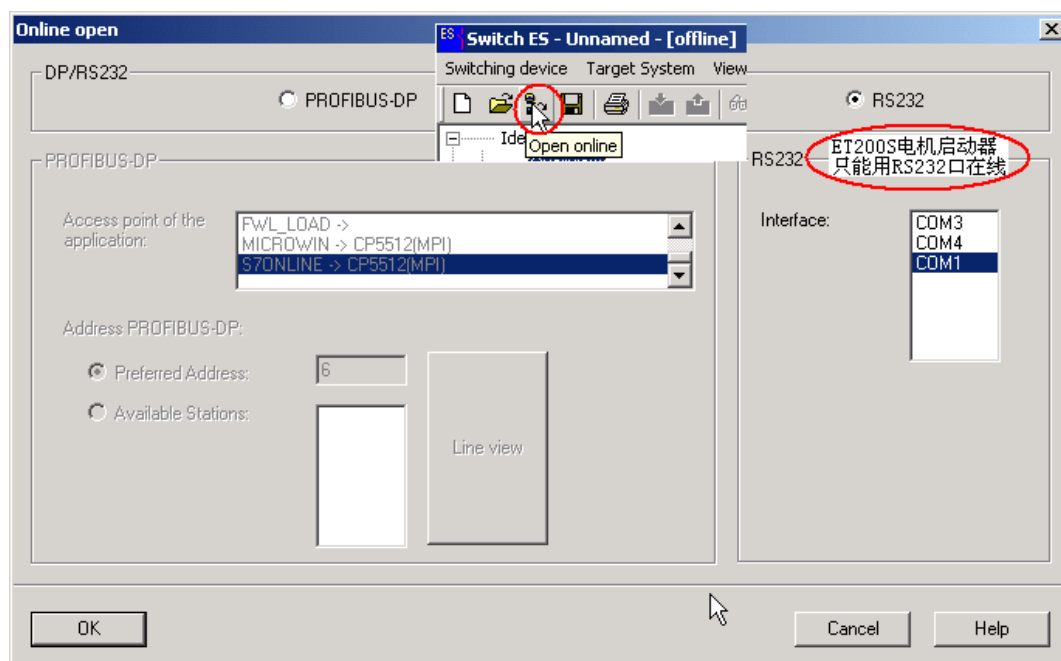 Online open
ES Switch ES - Unnamed - [offline]
Switching device Target System View
DP/RS232
PROFIBUS-DP
RS232
Ide
Open online
PROFIBUS-DP
RS232
ET200S电机启动器
只能用RS232口在线
Access point of the
application:
FWL_LOAD ->
MICROWIN -> CP5512(MPI)
S7ONLINE -> CP5512(MPI)
Interface:
COM3
COM4
COM1
Address PROFIBUS-DP:
Preferred Address:
6
Available Stations:
Line view
OK
Cancel
Help